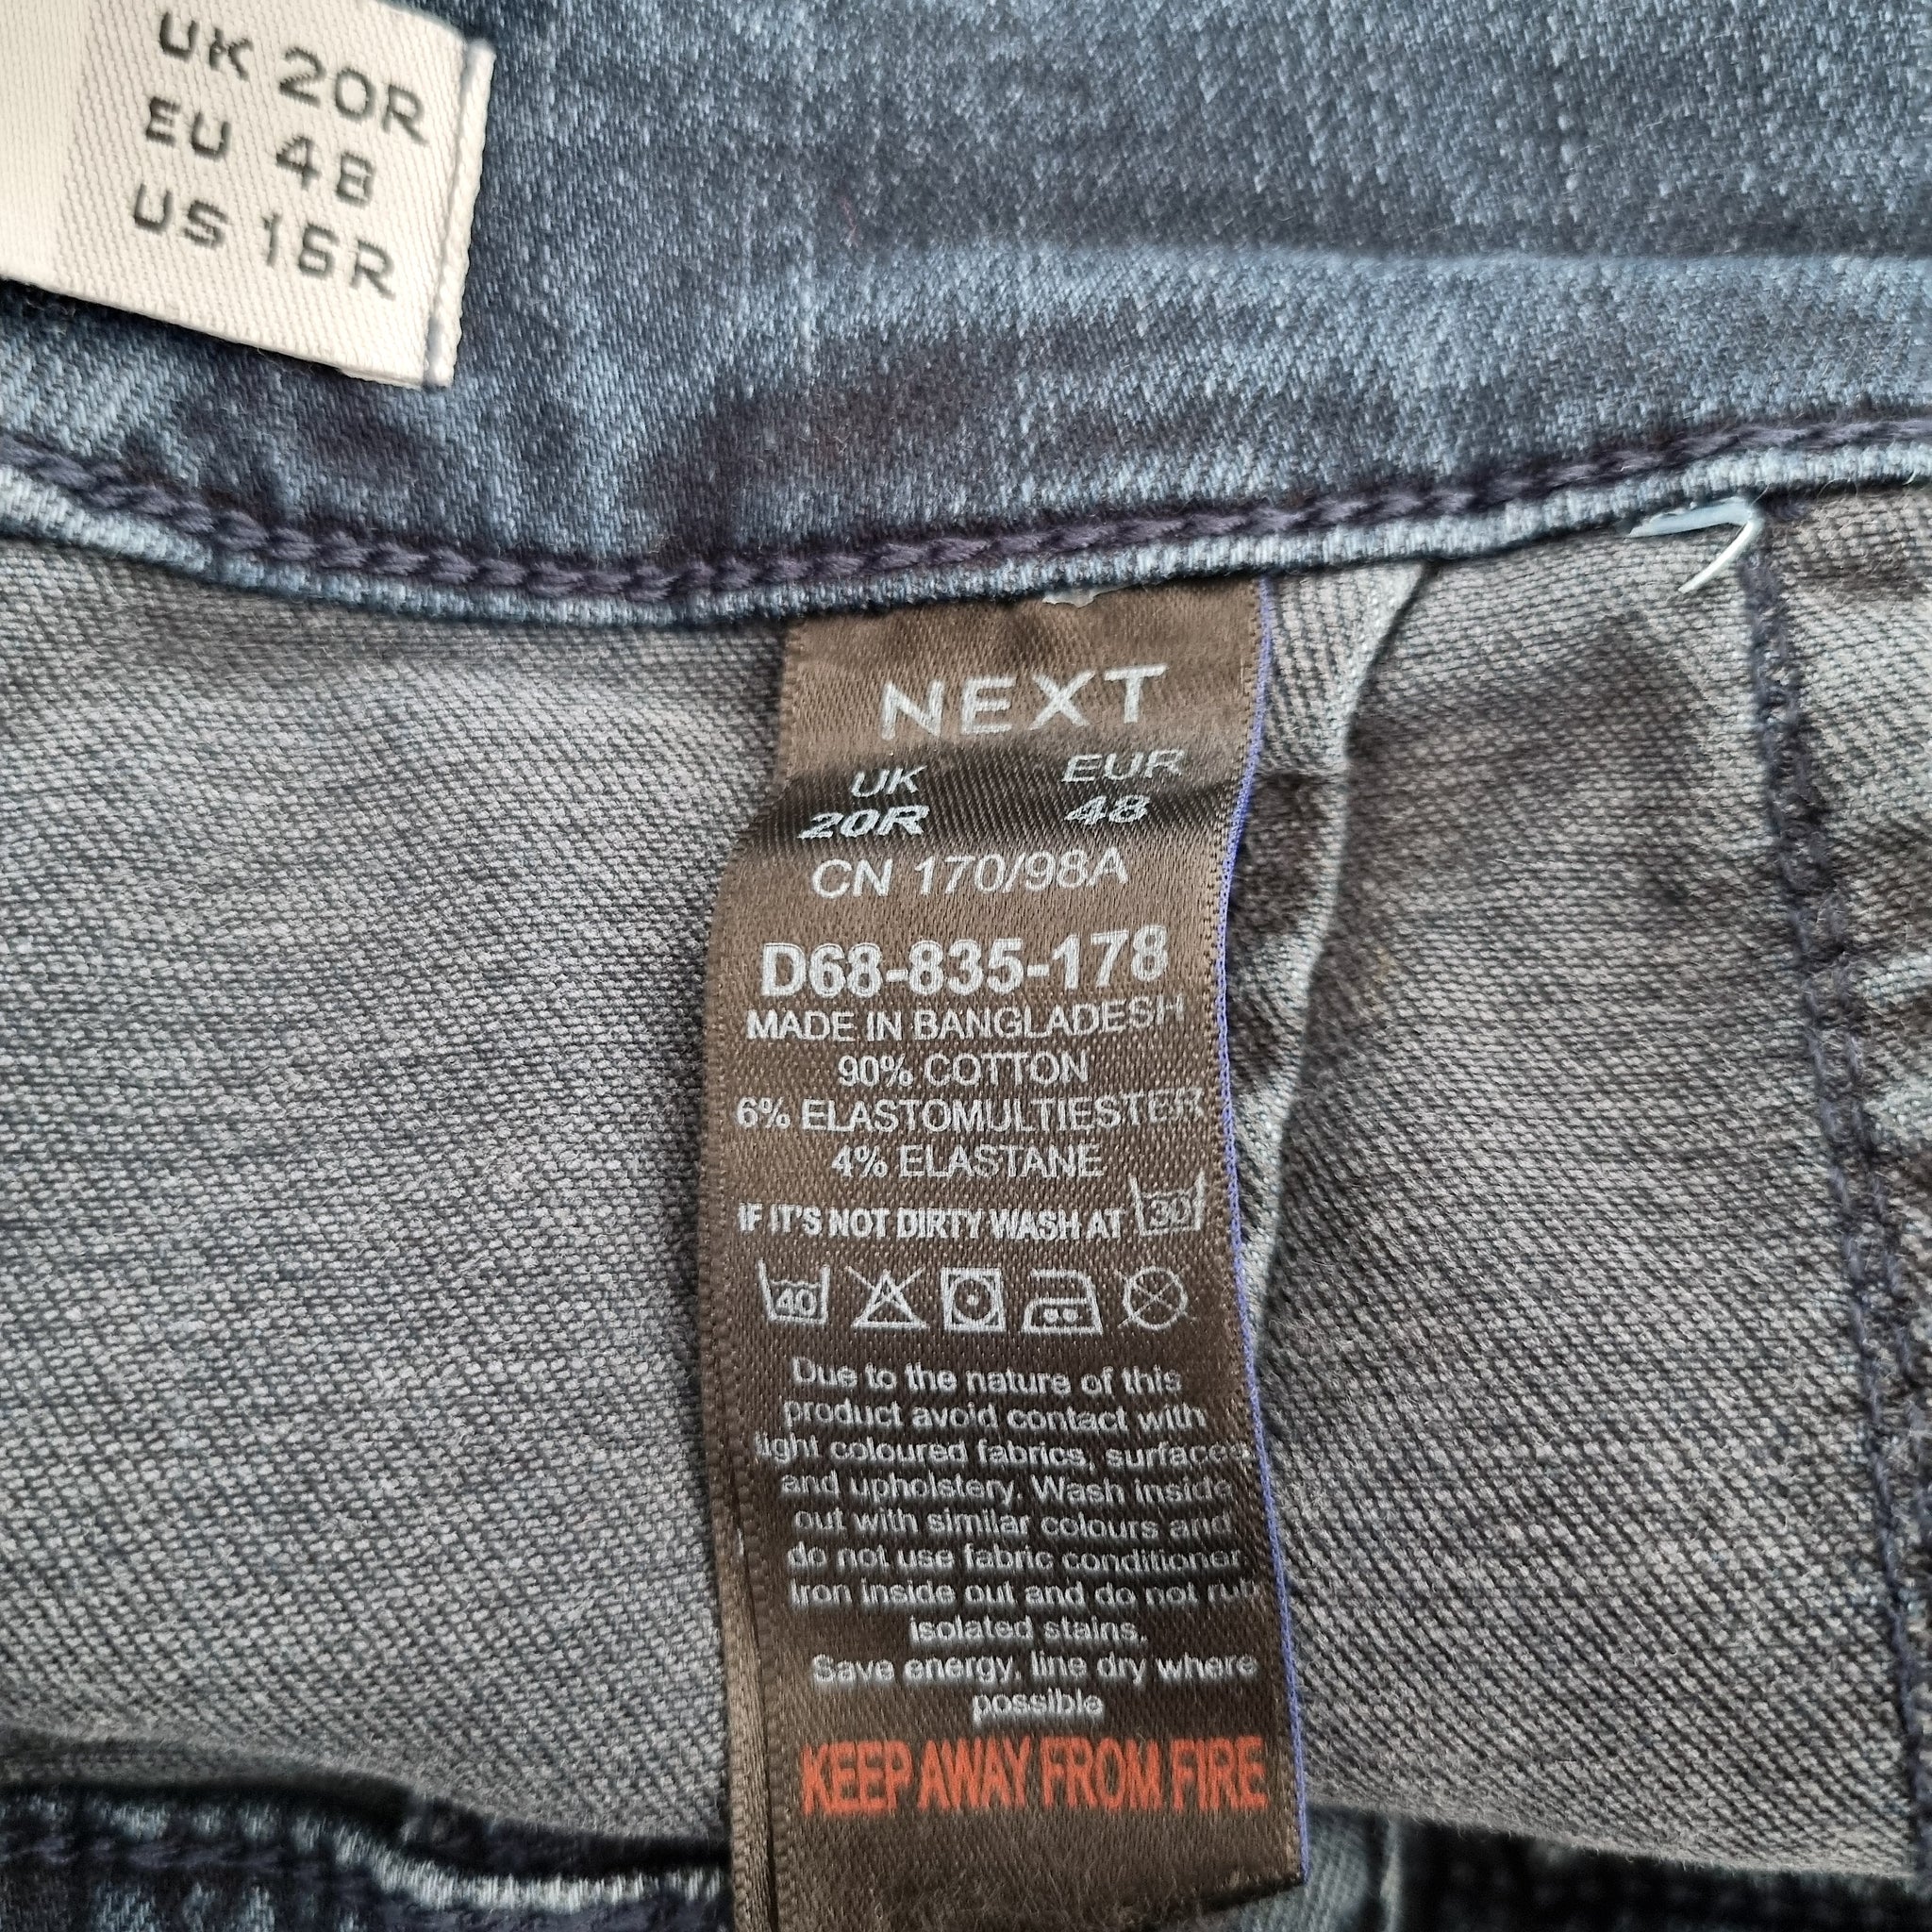 UK 20R
EU 48
US 16R
NEXT
UK EUR
20R 48
CN 170/98A
D68-835-178
MADE IN BANGLADESH
90% COTTON
6% ELASTOMULTIESTER
4% ELASTANE
IF IT'S NOT DIRTY WASH AT 30
40
Due to the nature of this
product avoid contact with
light coloured fabrics, surfaces
and upholstery. Wash inside
out with similar colours and
do not use fabric conditioner
Iron inside out and do not rub
isolated stains.
Save energy, line dry where
possible
KEEP AWAY FROM FIRE